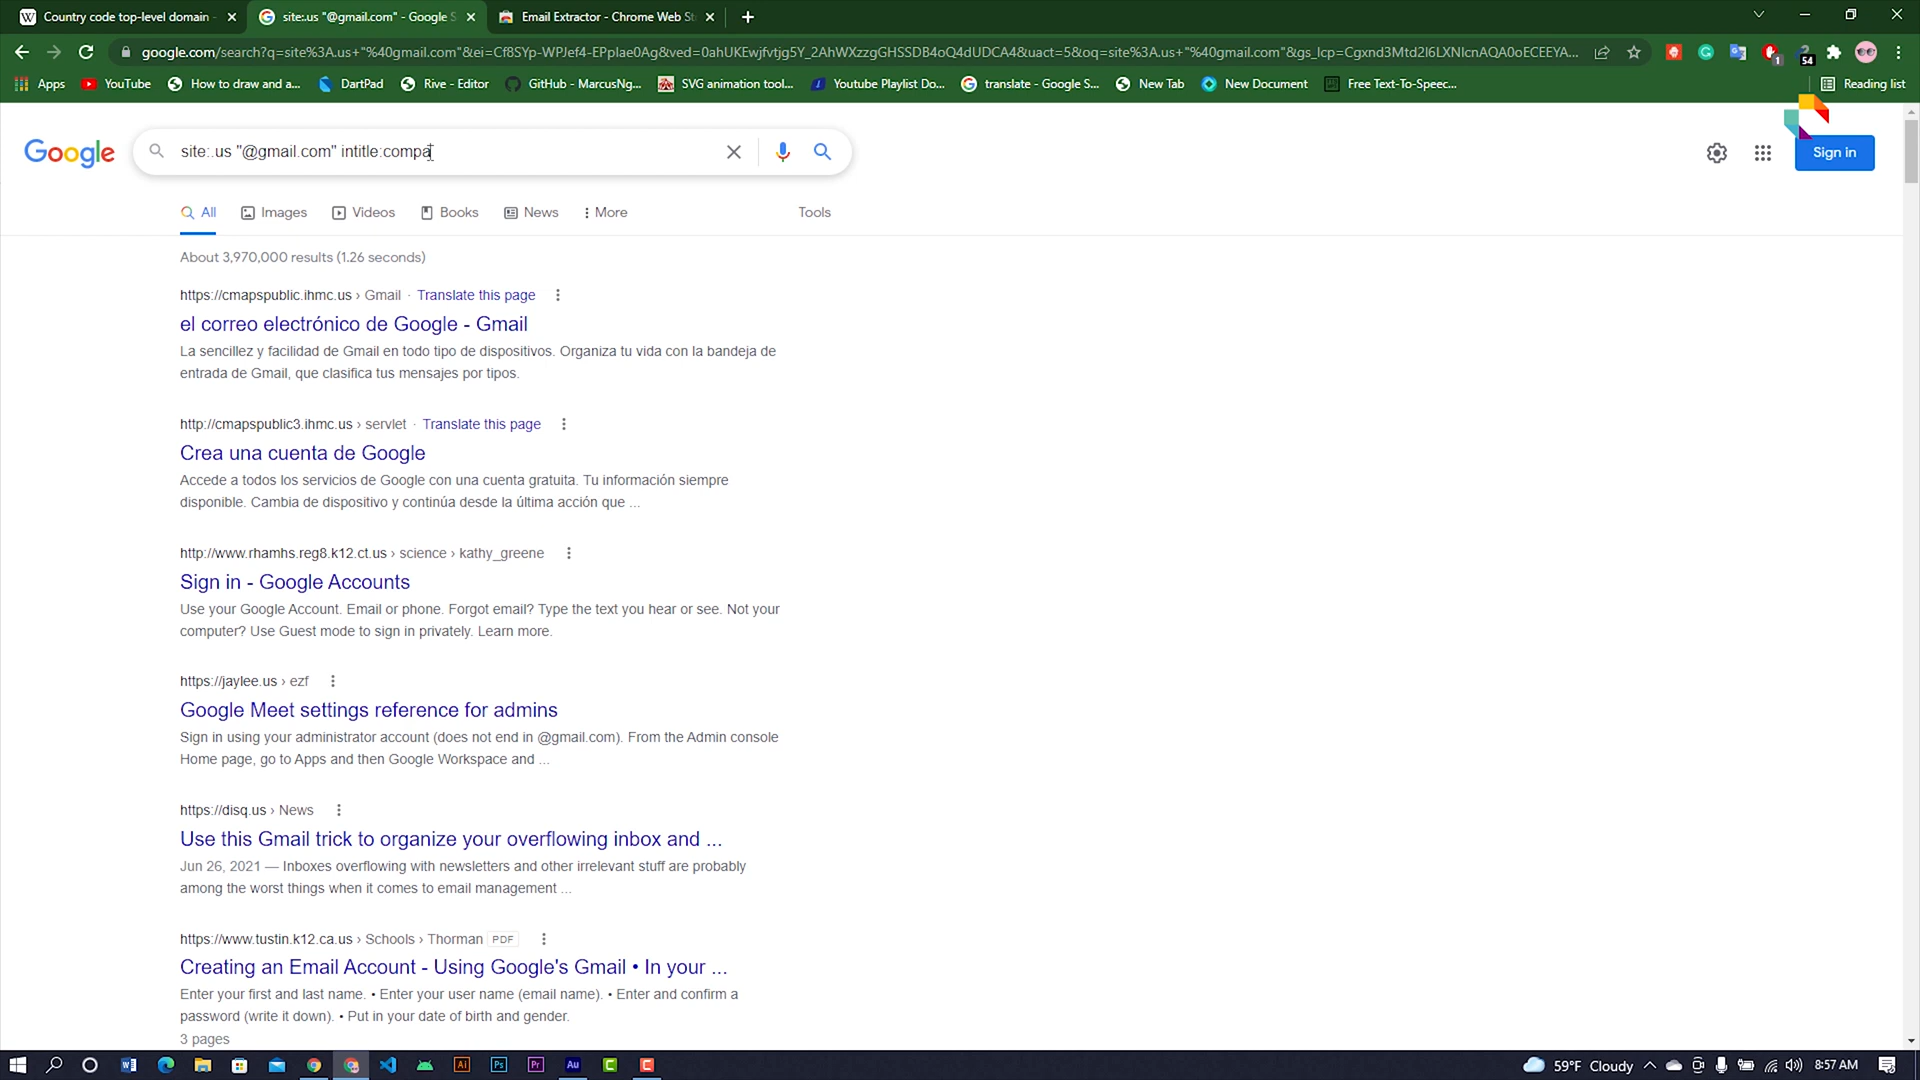 Country code top-level domain -
site:.us "@gmail.com" - Google S
Email Extractor - Chrome Web St
google.com/search?q=site%3A.us+"%40gmail.com"&ei=Cf8SYp-WPJef4-EPplae0Ag&ved=0ahUKEwjfvtjg5Y_2AhWXzzgGHSSDB4oQ4dUDCA4&uact=5&oq=site%3A.us+"%40gmail.com"&gs_lcp=Cgxnd3Mtd2l6LXNlcnAQA0oECEEYA...
1
54
Apps
YouTube
How to draw and a...
DartPad
Rive - Editor
GitHub - MarcusNg...
SVG animation tool...
Youtube Playlist Do...
translate - Google S...
New Tab
New Document
Free Text-To-Speec...
Reading list
Google
site:.us "@gmail.com" intitle:compa
Sign in
All
Images
Videos
Books
News
More
Tools
About 3,970,000 results (1.26 seconds)
https://cmapspublic.ihmc.us › Gmail · Translate this page
el correo electrónico de Google - Gmail
La sencillez y facilidad de Gmail en todo tipo de dispositivos. Organiza tu vida con la bandeja de
entrada de Gmail, que clasifica tus mensajes por tipos.
http://cmapspublic3.ihmc.us › servlet · Translate this page
Crea una cuenta de Google
Accede a todos los servicios de Google con una cuenta gratuita. Tu información siempre
disponible. Cambia de dispositivo y continúa desde la última acción que ...
http://www.rhamhs.reg8.k12.ct.us › science › kathy_greene
Sign in - Google Accounts
Use your Google Account. Email or phone. Forgot email? Type the text you hear or see. Not your
computer? Use Guest mode to sign in privately. Learn more.
https://jaylee.us › ezf
Google Meet settings reference for admins
Sign in using your administrator account (does not end in @gmail.com). From the Admin console
Home page, go to Apps and then Google Workspace and ...
https://disq.us › News
Use this Gmail trick to organize your overflowing inbox and ...
Jun 26, 2021 — Inboxes overflowing with newsletters and other irrelevant stuff are probably
among the worst things when it comes to email management ...
https://www.tustin.k12.ca.us › Schools › Thorman PDF
Creating an Email Account - Using Google's Gmail • In your ...
Enter your first and last name. • Enter your user name (email name). • Enter and confirm a
password (write it down). • Put in your date of birth and gender.
3 pages
59°F Cloudy
8:57 AM